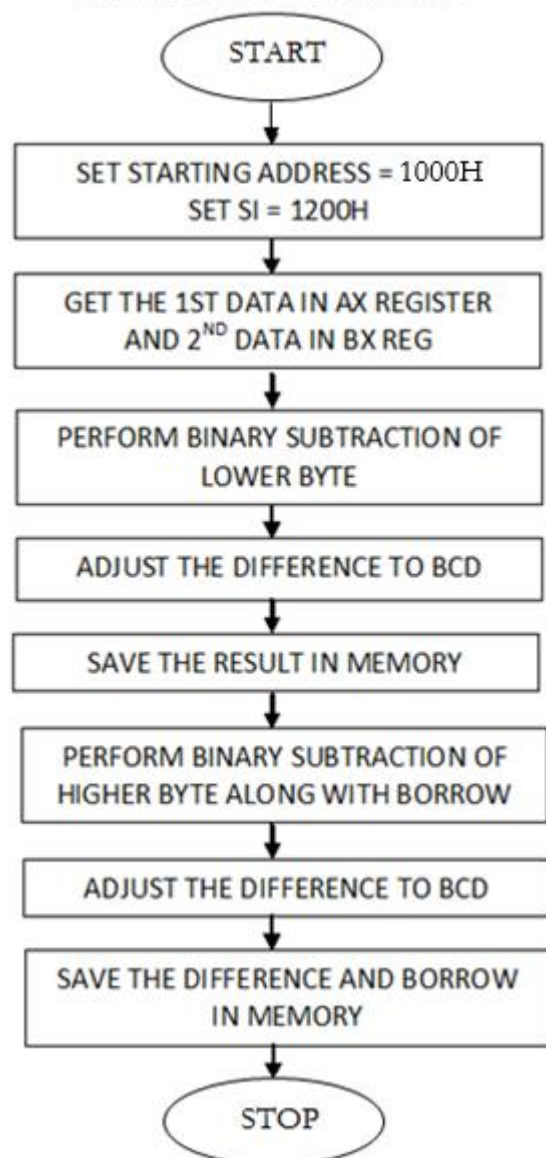 START
SET STARTING ADDRESS = 1000H
SET SI = 1200H
GET THE 1ST DATA IN AX REGISTER
AND 2ND DATA IN BX REG
PERFORM BINARY SUBTRACTION OF
LOWER BYTE
ADJUST THE DIFFERENCE TO BCD
SAVE THE RESULT IN MEMORY
PERFORM BINARY SUBTRACTION OF
HIGHER BYTE ALONG WITH BORROW
ADJUST THE DIFFERENCE TO BCD
SAVE THE DIFFERENCE AND BORROW
IN MEMORY
STOP